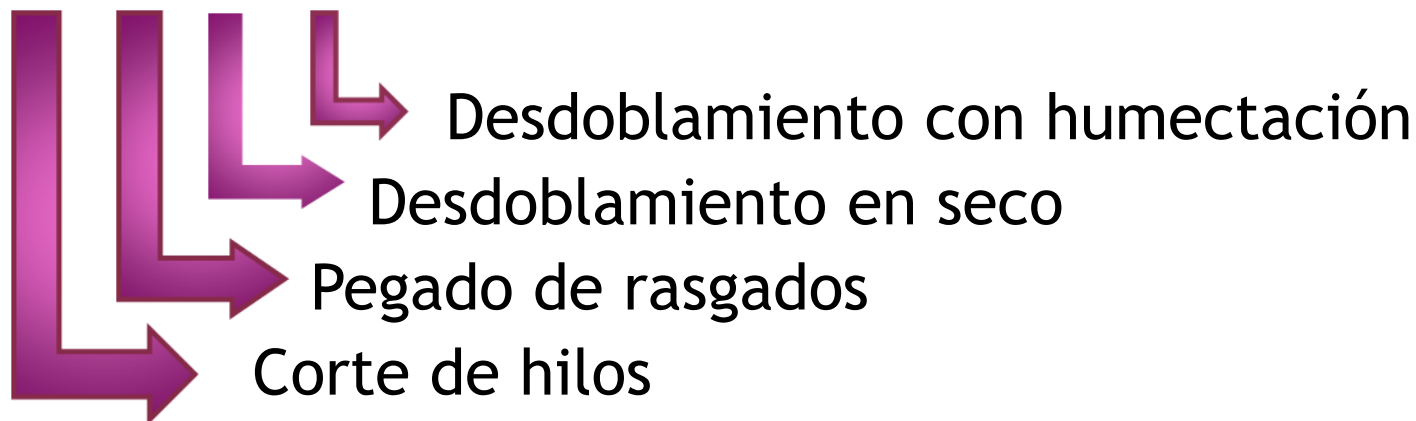 Desdoblamiento con humectación
Desdoblamiento en seco
Pegado de rasgados
Corte de hilos